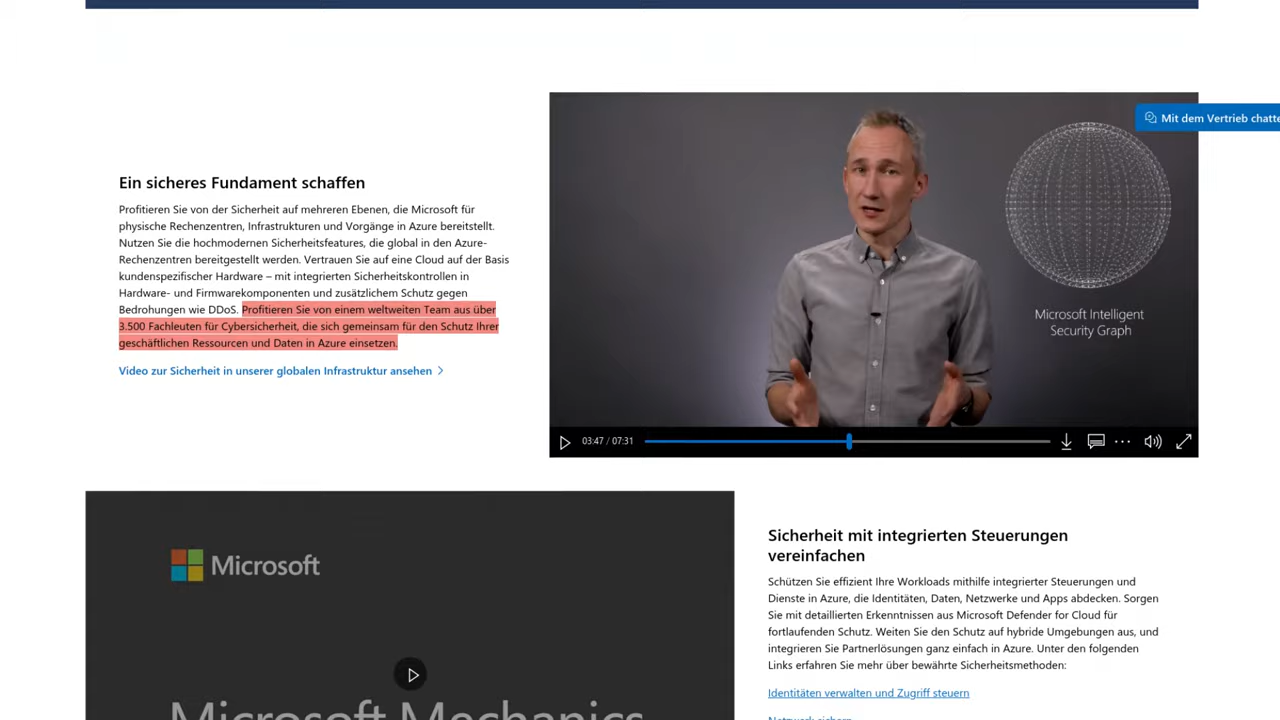 Mit dem Vertrieb chatte
Ein sicheres Fundament schaffen
Profitieren Sie von der Sicherheit auf mehreren Ebenen, die Microsoft für
physische Rechenzentren, Infrastrukturen und Vorgänge in Azure bereitstellt.
Nutzen Sie die hochmodernen Sicherheitsfeatures, die global in den Azure-
Rechenzentren bereitgestellt werden. Vertrauen Sie auf eine Cloud auf der Basis
kundenspezifischer Hardware – mit integrierten Sicherheitskontrollen in
Hardware- und Firmwarekomponenten und zusätzlichem Schutz gegen
Bedrohungen wie DDoS. Profitieren Sie von einem weltweiten Team aus über
3.500 Fachleuten für Cybersicherheit, die sich gemeinsam für den Schutz Ihrer
geschäftlichen Ressourcen und Daten in Azure einsetzen.
Video zur Sicherheit in unserer globalen Infrastruktur ansehen
Microsoft Intelligent
Security Graph
03:47 / 07:31
Microsoft
Microsoft Mechanics
Sicherheit mit integrierten Steuerungen
vereinfachen
Schützen Sie effizient Ihre Workloads mithilfe integrierter Steuerungen und
Dienste in Azure, die Identitäten, Daten, Netzwerke und Apps abdecken. Sorgen
Sie mit detaillierten Erkenntnissen aus Microsoft Defender for Cloud für
fortlaufenden Schutz. Weiten Sie den Schutz auf hybride Umgebungen aus, und
integrieren Sie Partnerlösungen ganz einfach in Azure. Unter den folgenden
Links erfahren Sie mehr über bewährte Sicherheitsmethoden:
Identitäten verwalten und Zugriff steuern
Netzwerk sichern